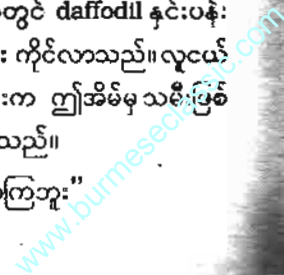 တွင် daffodil နှင်းပန်း
း ကိုင်လာသည်။ လူငယ်
းက ဤအိမ်မှ သမီးဖြစ်
သည်။
ကြဘူး”
www.burmeseclassic.com